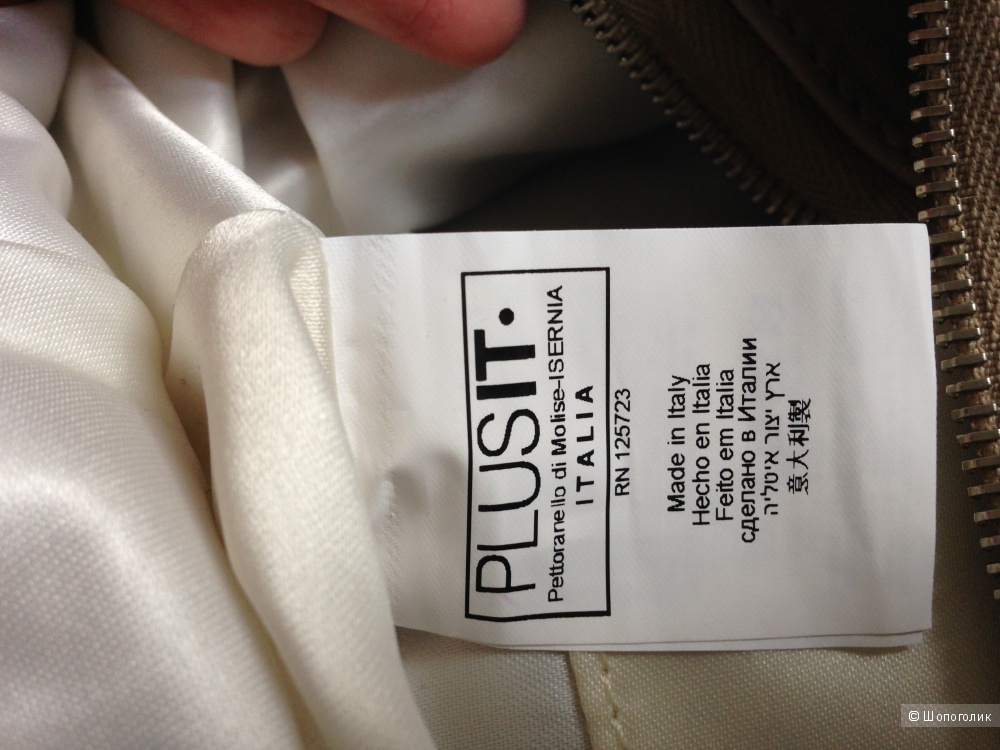 PLUSIT.
Pettoranello di Molise-ISERNIA
ITALIA
RN 125723
Made in Italy
Hecho en Italia
Feito em Italia
сделано в Италии
ארץ יצור איטליה
意大利製
© Шопоголик